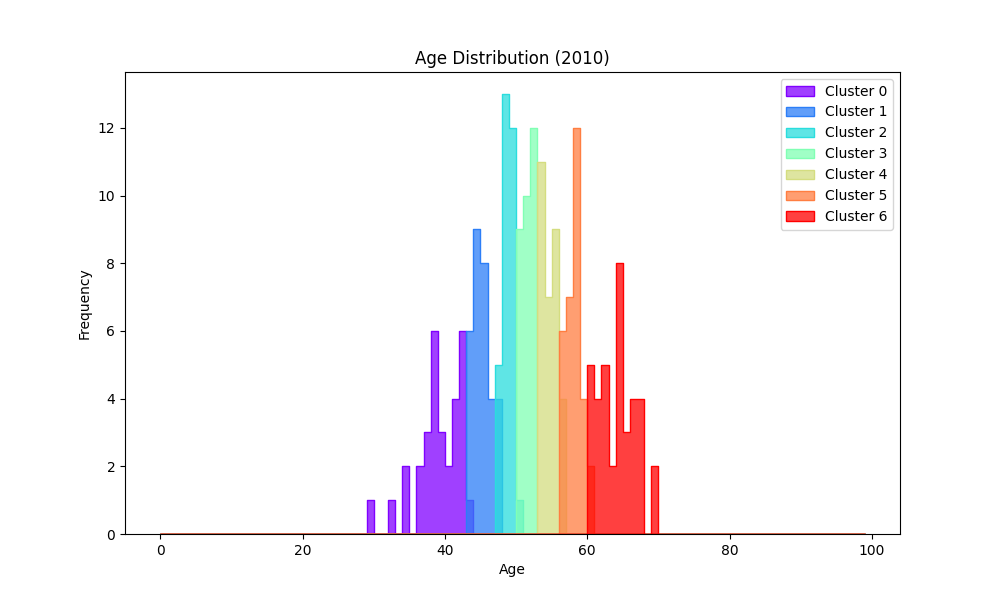 Age Distribution (2010)
Cluster 0
Cluster 1
Cluster 2
Cluster 3
Cluster 4
Cluster 5
Cluster 6
Frequency
12
10
8
6
4
2
0
0 20 40 60 80 100
Age